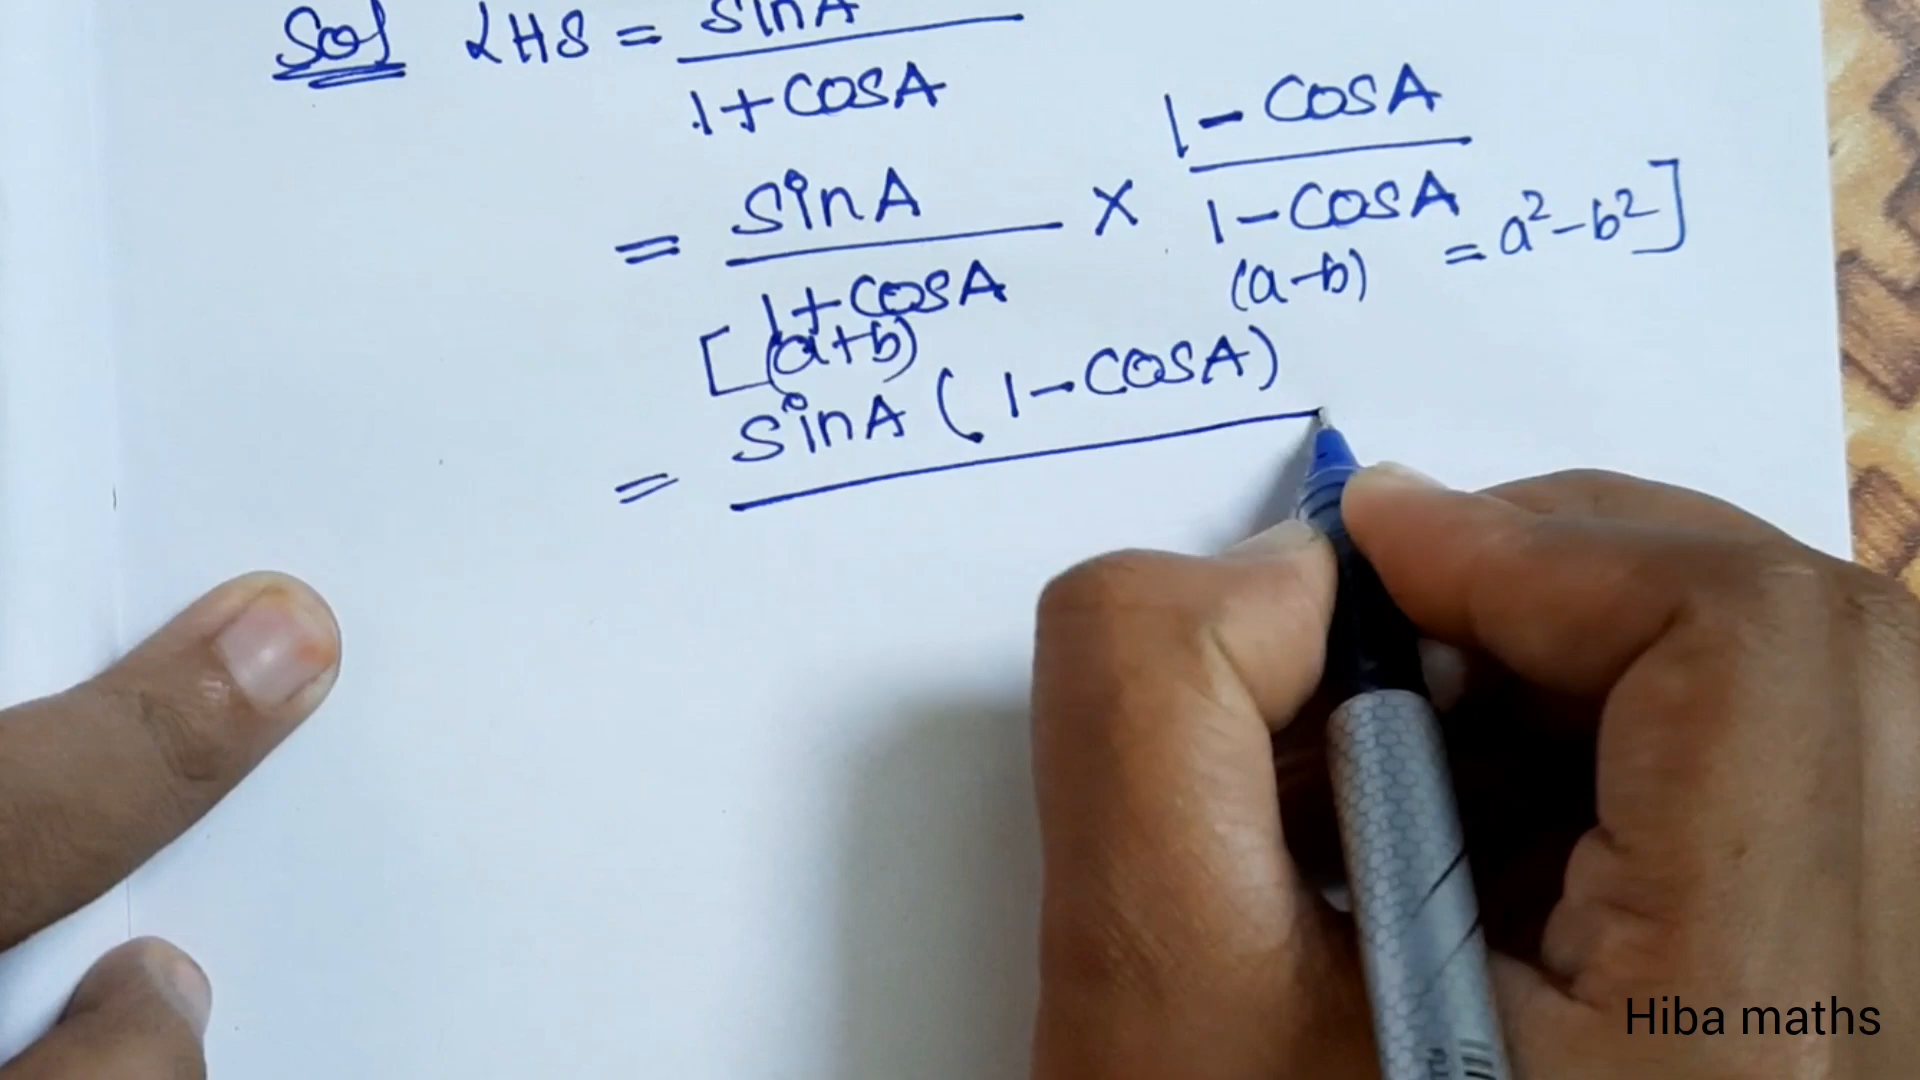 Sol LHS = sinA / 1+cosA
= sinA / 1+cosA × 1-cosA / 1-cosA
[(a+b) (a-b) = a²-b²]
= sinA (1-cosA)
Hiba maths